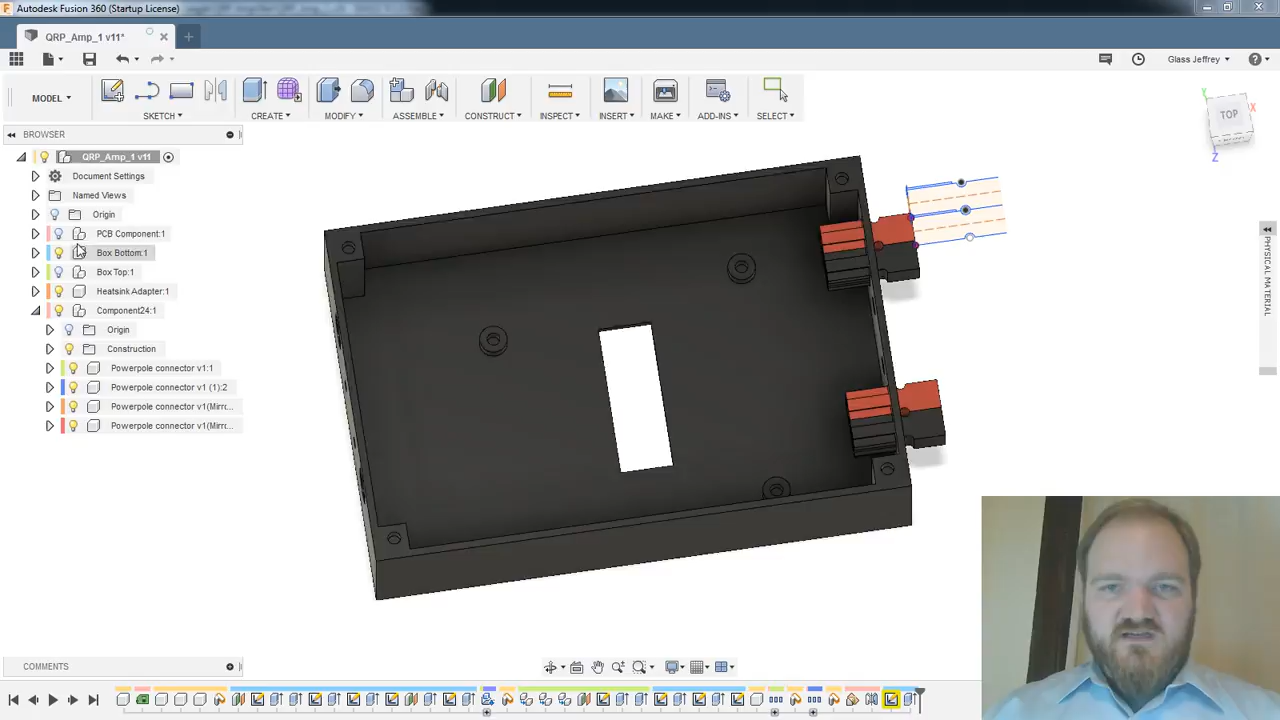 Autodesk Fusion 360 (Startup License)
QRP_Amp_1 v11*
Glass Jeffrey
MODEL
SKETCH
CREATE
MODIFY
ASSEMBLE
CONSTRUCT
INSPECT
INSERT
MAKE
ADD-INS
SELECT
BROWSER
QRP_Amp_1 v11
Document Settings
Named Views
Origin
PCB Component:1
Box Bottom:1
Box Top:1
Heatsink Adapter:1
Component24:1
Origin
Construction
Powerpole connector v1:1
Powerpole connector v1 (1):2
Powerpole connector v1(Mirr...
Powerpole connector v1(Mirr...
TOP
X
Y
Z
SKETCH PALETTE
COMMENTS